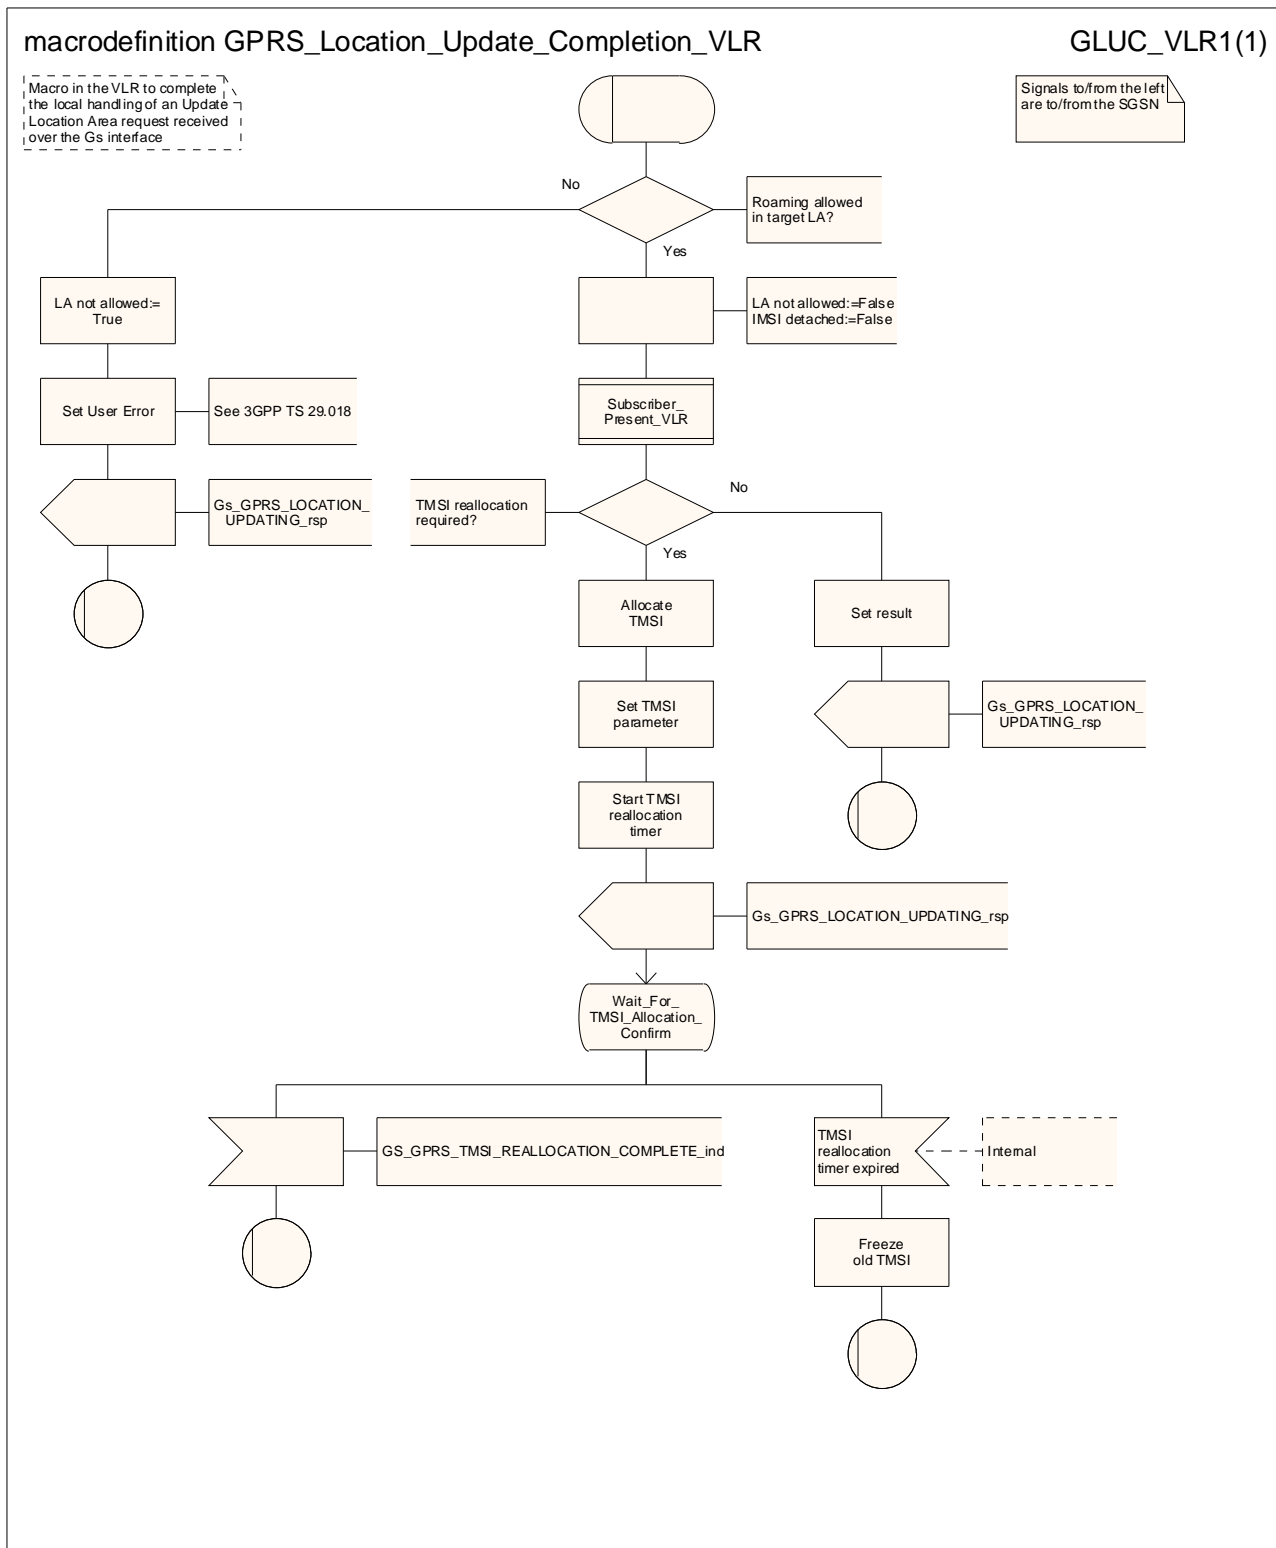 macrodefinition GPRS_Location_Update_Completion_VLR
GLUC_VLR1(1)
Macro in the VLR to complete
the local handling of an Update
Location Area request received
over the Gs interface
Signals to/from the left
are to/from the SGSN
No
Roaming allowed
in target LA?
Yes
LA not allowed:=
True
LA not allowed:=False
IMSI detached:=False
Set User Error
See 3GPP TS 29.018
Subscriber_
Present_VLR
Gs_GPRS_LOCATION_
UPDATING_rsp
TMSI reallocation
required?
No
Yes
Allocate
TMSI
Set result
Set TMSI
parameter
Gs_GPRS_LOCATION_
UPDATING_rsp
Start TMSI
reallocation
timer
Gs_GPRS_LOCATION_UPDATING_rsp
Wait_For_
TMSI_Allocation_
Confirm
GS_GPRS_TMSI_REALLOCATION_COMPLETE_ind
TMSI
reallocation
timer expired
Internal
Freeze
old TMSI